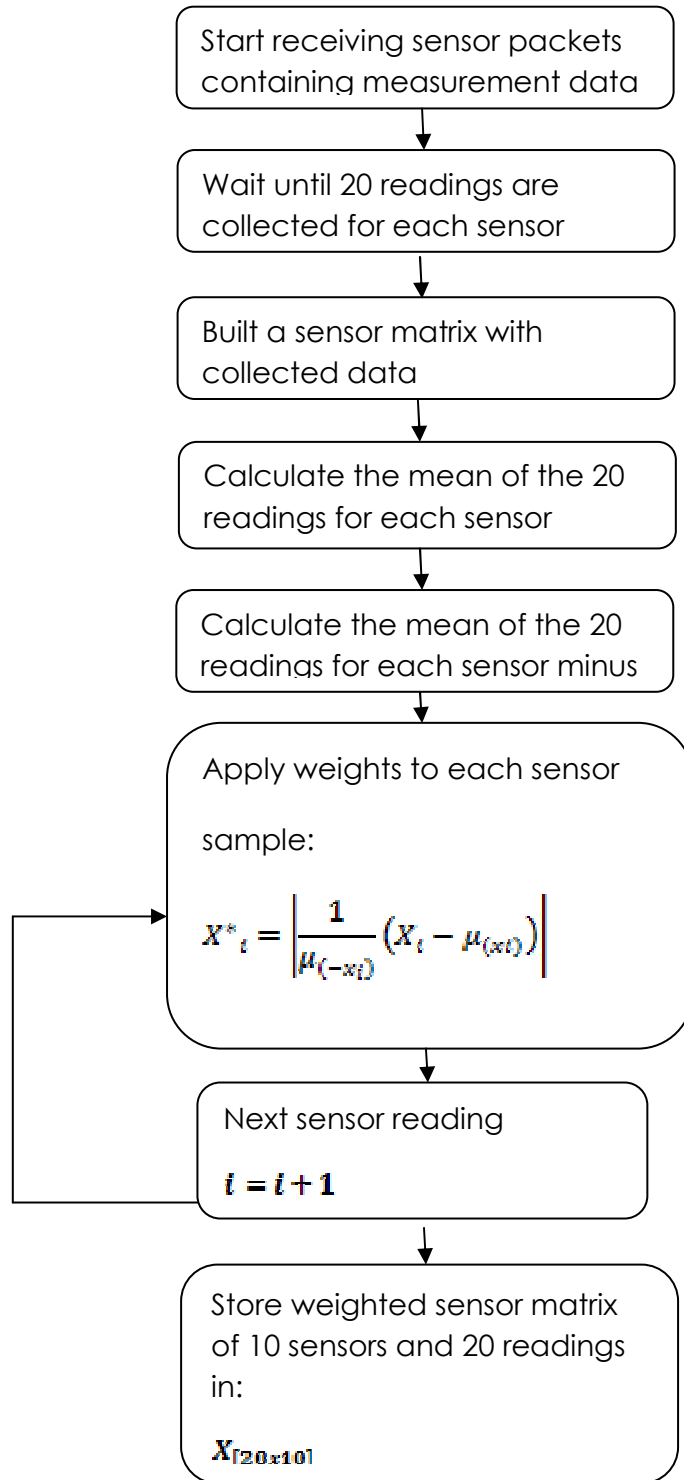 Start receiving sensor packets
containing measurement data
Wait until 20 readings are
collected for each sensor
Built a sensor matrix with
collected data
Calculate the mean of the 20
readings for each sensor
Calculate the mean of the 20
readings for each sensor minus
Apply weights to each sensor
sample:
X*ᵢ = |1/μ₍₋ₓᵢ₎ (Xᵢ − μ₍ₓᵢ₎)|
Next sensor reading
i = i + 1
Store weighted sensor matrix
of 10 sensors and 20 readings
in:
X[20x10]